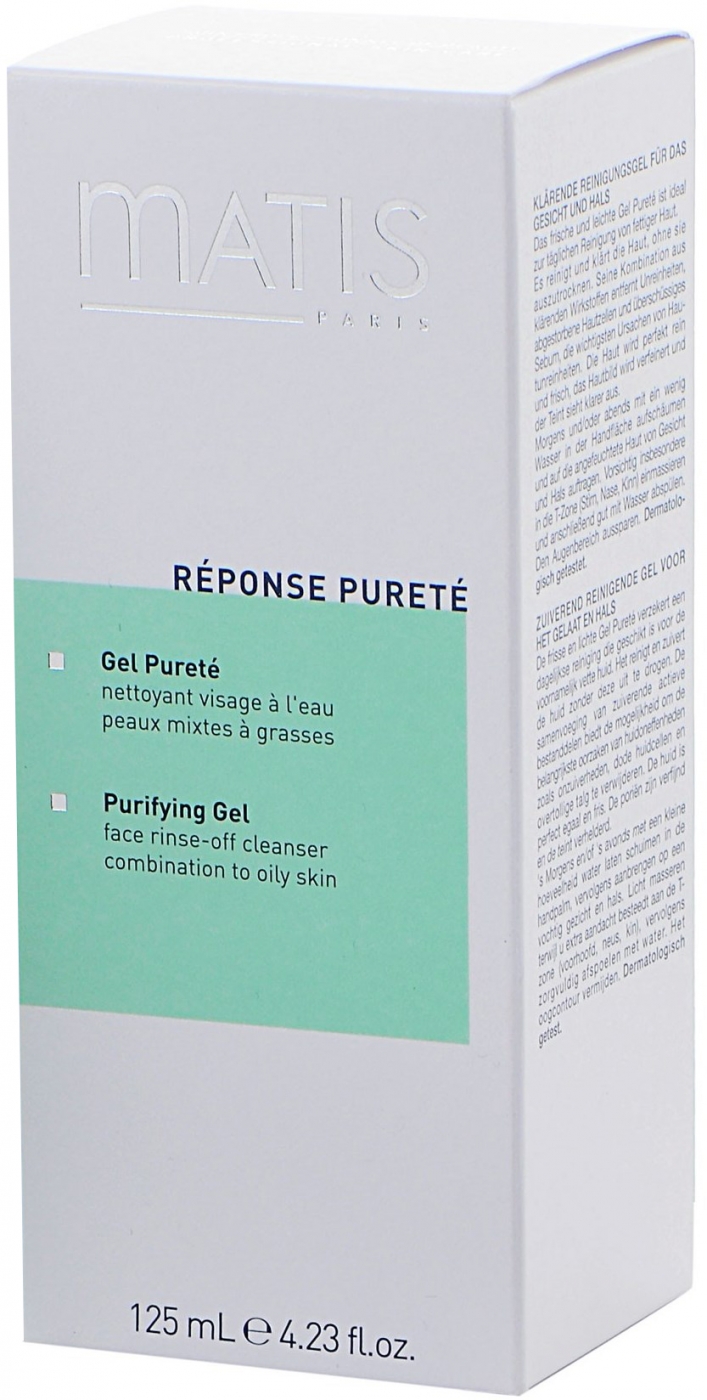 MATIS
PARIS
RÉPONSE PURETÉ
Gel Pureté
nettoyant visage à l'eau
peaux mixtes à grasses
Purifying Gel
face rinse-off cleanser
combination to oily skin
125 mL e 4.23 fl.oz.
KLÄRENDE REINIGUNGSGEL FÜR DAS
GESICHT UND HALS
Das frische und leichte Gel Pureté ist ideal
zur täglichen Reinigung von fettiger Haut.
Es reinigt und klärt die Haut, ohne sie
auszutrocknen. Seine Kombination aus
klärenden Wirkstoffen entfernt Unreinheiten,
abgestorbene Hautzellen und überschüssiges
Sebum, die wichtigsten Ursachen von Hau-
tunreinheiten. Die Haut wird perfekt rein
und frisch, das Hautbild wird verfeinert und
der Teint sieht klarer aus.
Morgens und/oder abends mit ein wenig
Wasser in der Handfläche aufschäumen
und auf die angefeuchtete Haut von Gesicht
und Hals auftragen. Vorsichtig insbesondere
in die T-Zone (Stirn, Nase, Kinn) einmassieren
und anschließend gut mit Wasser abspülen.
Den Augenbereich aussparen. Dermatolo-
gisch getestet.
ZUIVEREND REINIGENDE GEL VOOR
HET GELAAT EN HALS
De frisse en lichte Gel Pureté verzekert een
dagelijkse reiniging die geschikt is voor de
voornamelijk vette huid. Het reinigt en zuivert
de huid zonder deze uit te drogen. De
samenvoeging van zuiverende actieve
bestanddelen biedt de mogelijkheid om de
belangrijkste oorzaken van huidoneffenheden
zoals onzuiverheden, dode huidcellen en
overtollige talg te verwijderen. De huid is
perfect egaal en fris. De poriën zijn verfijnd
en de teint verhelderd.
's Morgens en/of 's avonds met een kleine
hoeveelheid water laten schuimen in de
handpalm, vervolgens aanbrengen op een
vochtig gezicht en hals. Licht masseren
terwijl u extra aandacht besteedt aan de T-
zone (voorhoofd, neus, kin), vervolgens
zorgvuldig afspoelen met water. Het
oogcontour vermijden. Dermatologisch
getest.